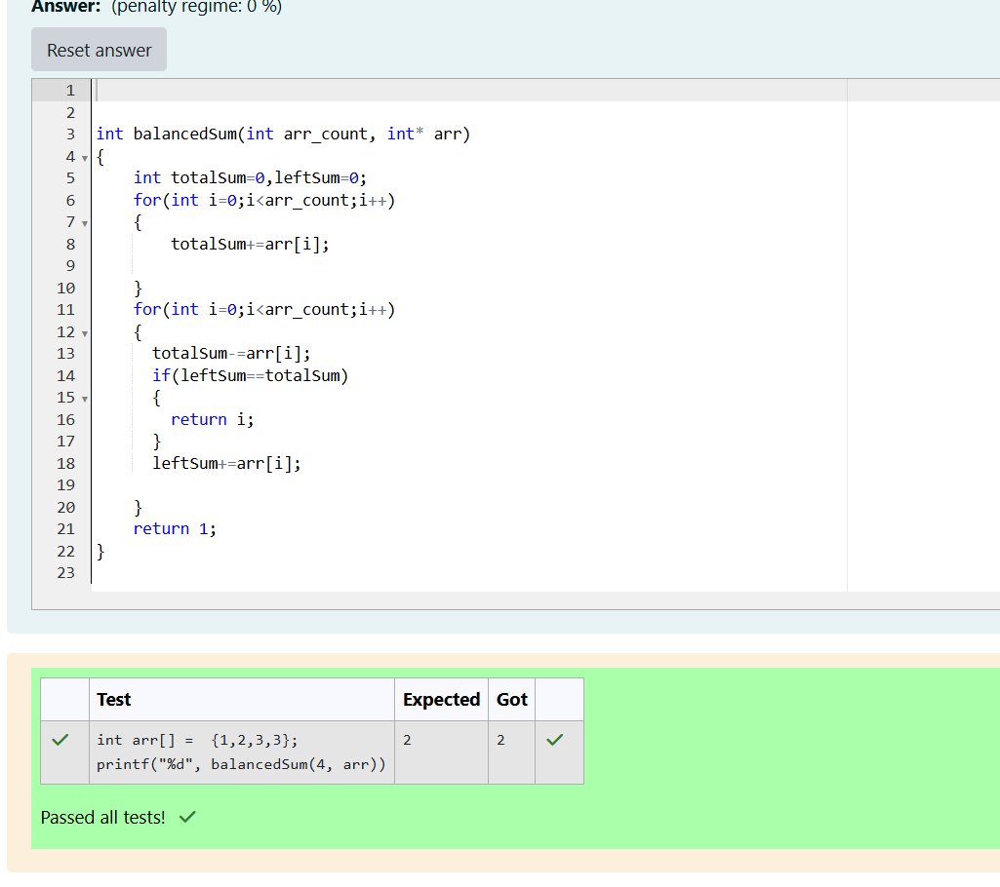 Answer: (penalty regime: 0 %)
Reset answer
1
2
3 int balancedSum(int arr_count, int* arr)
4 {
5     int totalSum=0,leftSum=0;
6     for(int i=0;i<arr_count;i++)
7     {
8         totalSum+=arr[i];
9
10     }
11     for(int i=0;i<arr_count;i++)
12     {
13       totalSum-=arr[i];
14       if(leftSum==totalSum)
15       {
16         return i;
17       }
18       leftSum+=arr[i];
19
20     }
21     return 1;
22 }
23
Test Expected Got
int arr[] =  {1,2,3,3}; 2 2
printf("%d", balancedSum(4, arr))
Passed all tests!